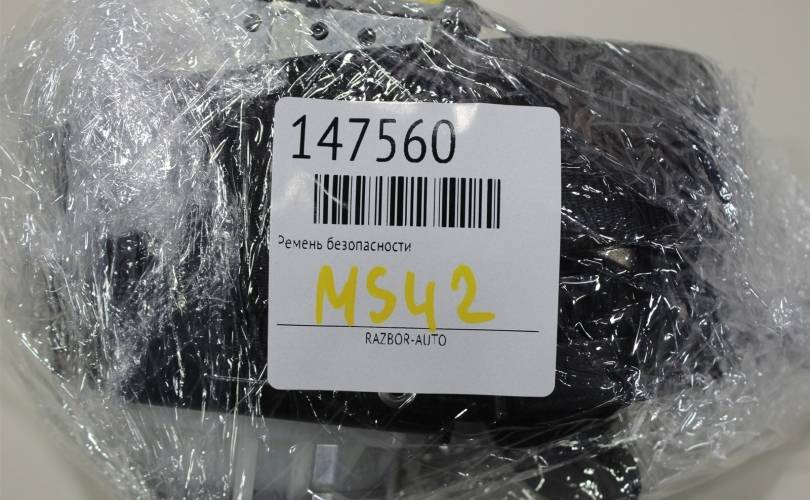 147560
Ремень безопасности
MS42
RAZBOR-AUTO